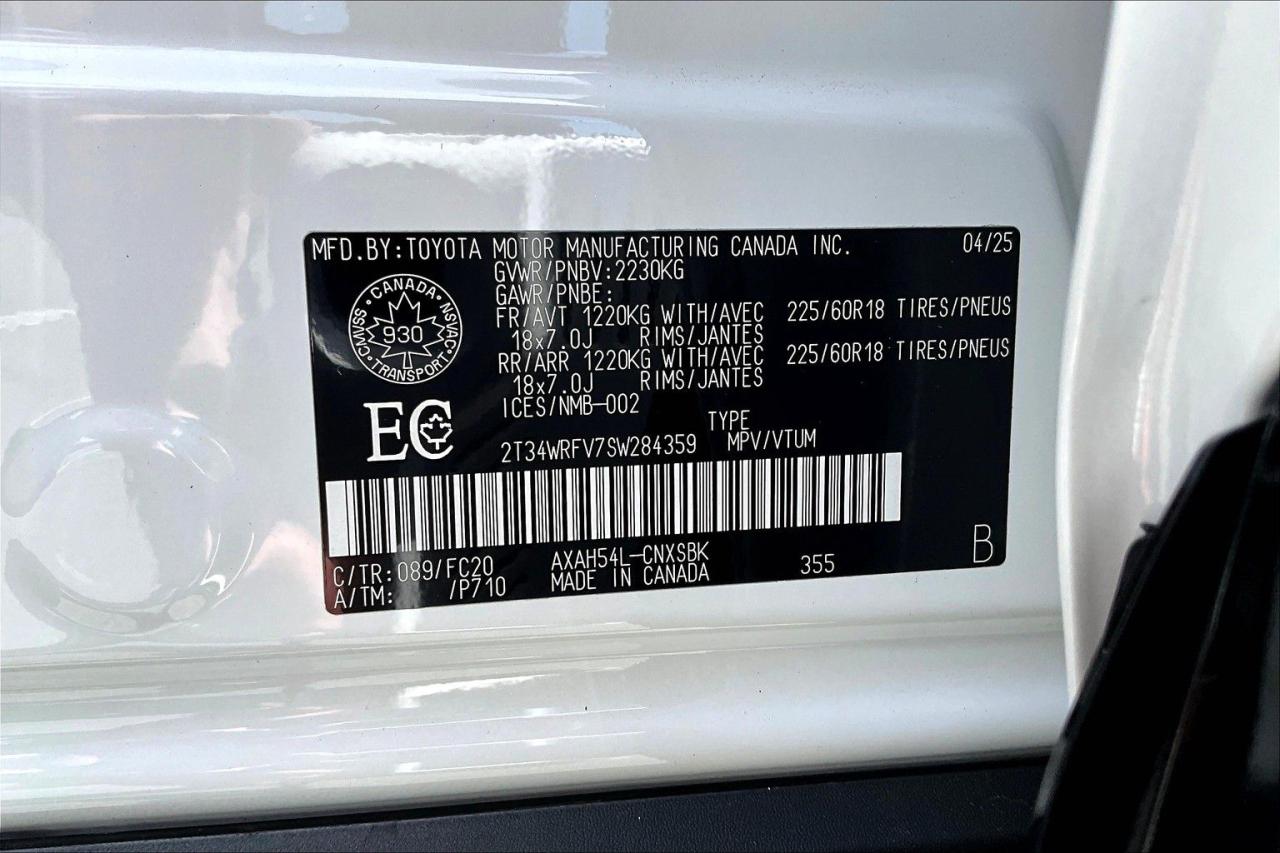 MFD.BY:TOYOTA MOTOR MANUFACTURING CANADA INC. 04/25
GVWR/PNBV:2230KG
GAWR/PNBE:
FR/AVT 1220KG WITH/AVEC 225/60R18 TIRES/PNEUS
18x7.0J RIMS/JANTES
RR/ARR 1220KG WITH/AVEC 225/60R18 TIRES/PNEUS
18x7.0J RIMS/JANTES
CANADA
CMVSS 930 NSVAC
TRANSPORT
ICES/NMB-002
EC
TYPE
2T34WRFV7SW284359 MPV/VTUM
C/TR:089/FC20 AXAH54L-CNXSBK 355 B
A/TM: /P710 MADE IN CANADA